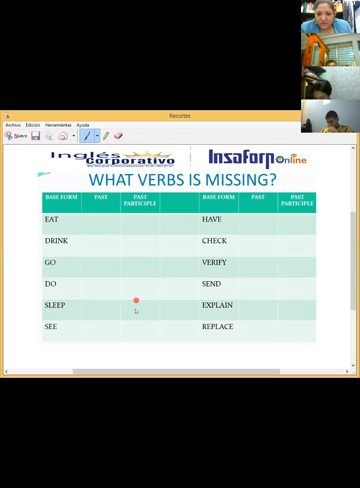 Recortes
Archivo Edición Herramientas Ayuda
Nuevo
Inglés Corporativo
Insaforp Online
WHAT VERBS IS MISSING?
BASE FORM PAST PAST PARTICIPLE BASE FORM PAST PAST PARTICIPLE
EAT HAVE
DRINK CHECK
GO VERIFY
DO SEND
SLEEP EXPLAIN
SEE REPLACE